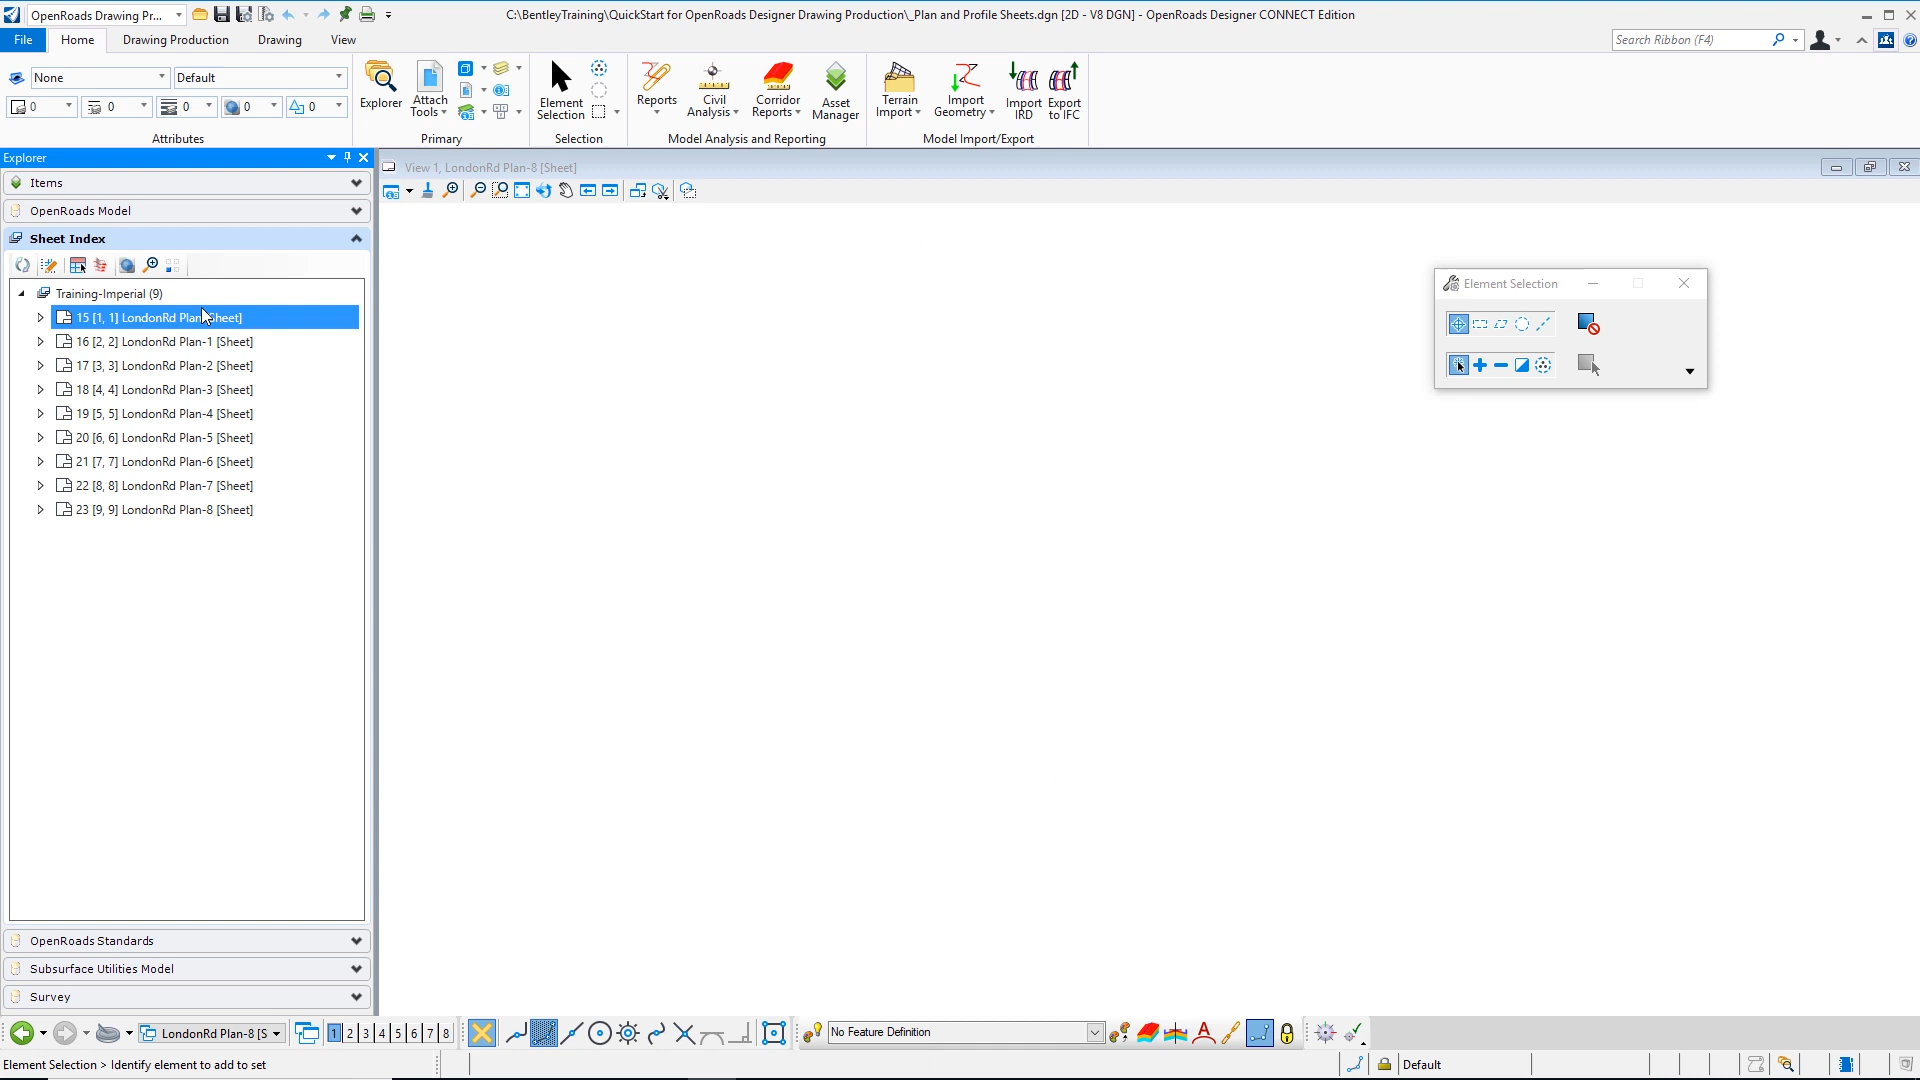 OpenRoads Drawing Pr...
C:\BentleyTraining\QuickStart for OpenRoads Designer Drawing Production\_Plan and Profile Sheets.dgn [2D - V8 DGN] - OpenRoads Designer CONNECT Edition
File Home Drawing Production Drawing View
Search Ribbon (F4)
None Default
0 0 0 0 0
Explorer
Attach Tools
Element Selection
Reports
Civil Analysis
Corridor Reports
Asset Manager
Terrain Import
Import Geometry
Import IRD
Export to IFC
Attributes Primary Selection Model Analysis and Reporting Model Import/Export
Explorer
View 1, LondonRd Plan-8 [Sheet]
Items
OpenRoads Model
Sheet Index
Training-Imperial (9)
15 [1, 1] LondonRd Plan Sheet]
16 [2, 2] LondonRd Plan-1 [Sheet]
17 [3, 3] LondonRd Plan-2 [Sheet]
18 [4, 4] LondonRd Plan-3 [Sheet]
19 [5, 5] LondonRd Plan-4 [Sheet]
20 [6, 6] LondonRd Plan-5 [Sheet]
21 [7, 7] LondonRd Plan-6 [Sheet]
22 [8, 8] LondonRd Plan-7 [Sheet]
23 [9, 9] LondonRd Plan-8 [Sheet]
Element Selection
OpenRoads Standards
Subsurface Utilities Model
Survey
LondonRd Plan-8 [S 1 2 3 4 5 6 7 8 No Feature Definition
Element Selection > Identify element to add to set Default